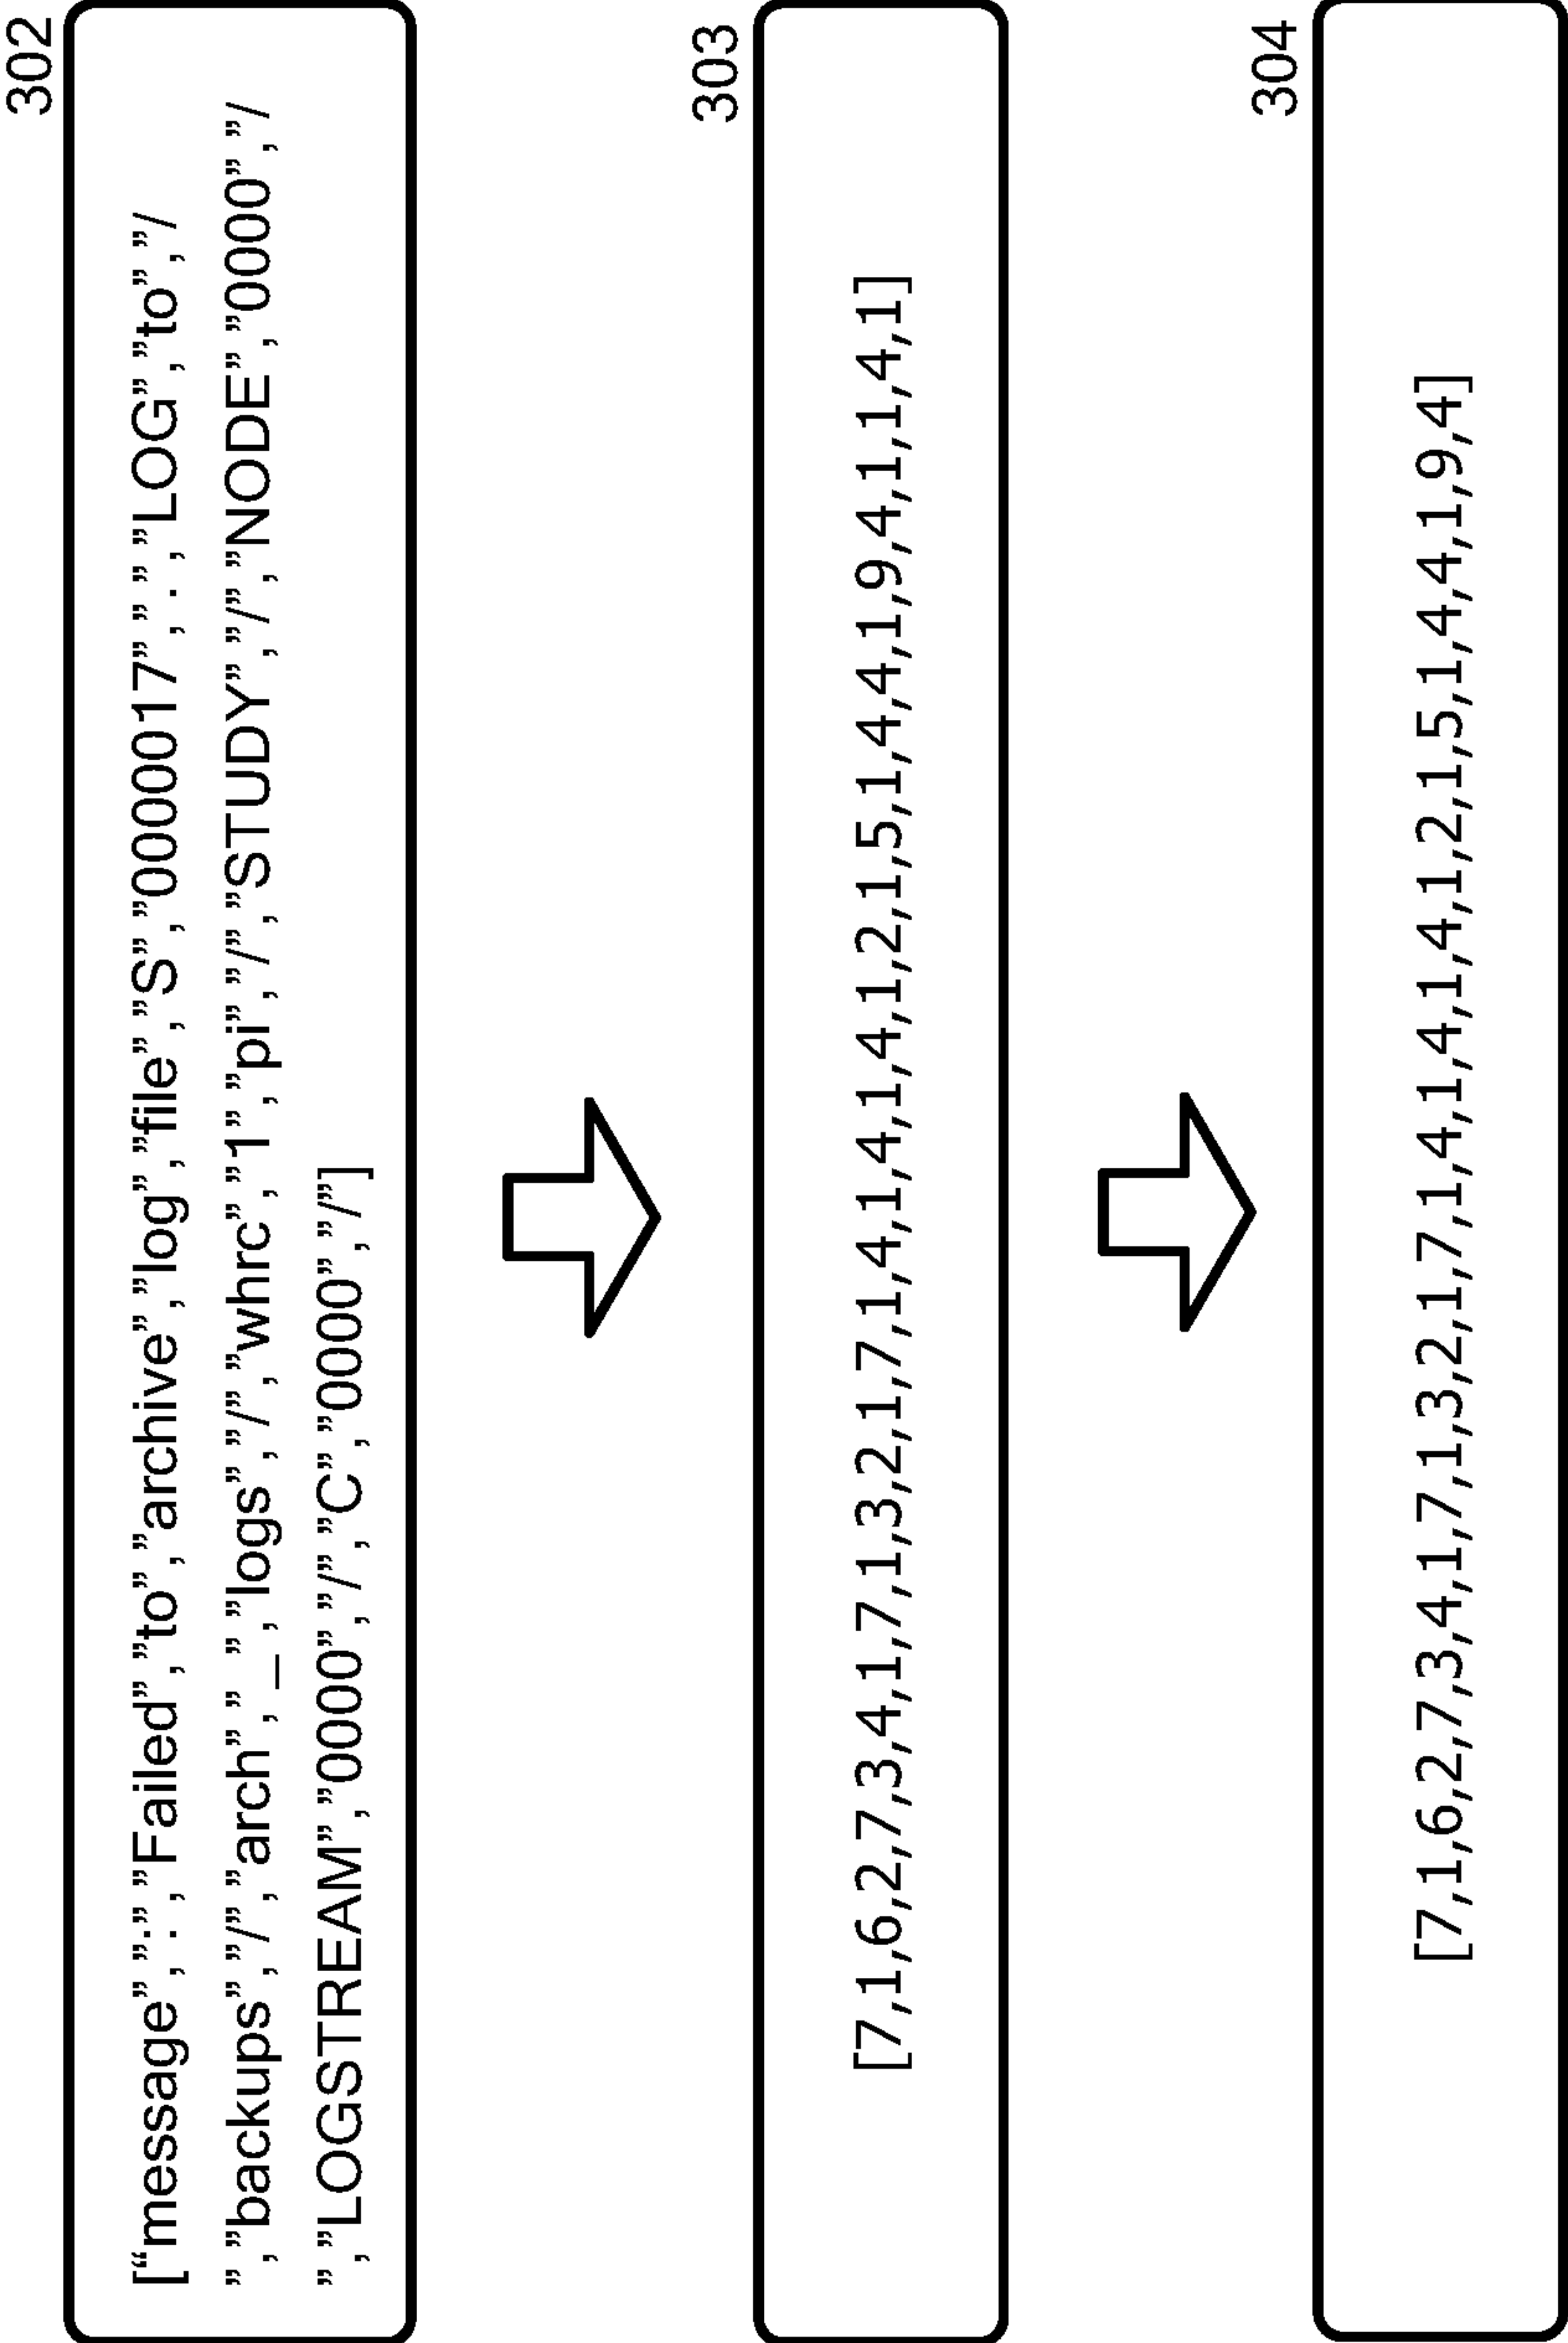 302
[“message”,”:”,”Failed”,”to”,”archive”,”log”,”file”,”S”,”0000017”,”.”,”LOG”,”to”,”/
”,”backups”,”/”,”arch”,”_”,”logs”,”/”,”whrc”,”1”,”pi”,”/”,”STUDY”,”/”,”NODE”,”0000”,”/
”,”LOGSTREAM”,”0000”,”/”,”C”,”0000”,”/”]
303
[7,1,6,2,7,3,4,1,7,1,3,2,1,7,1,4,1,4,1,4,1,2,1,5,1,4,4,1,9,4,1,1,4,1]
304
[7,1,6,2,7,3,4,1,7,1,3,2,1,7,1,4,1,4,1,4,1,2,1,5,1,4,4,1,9,4]